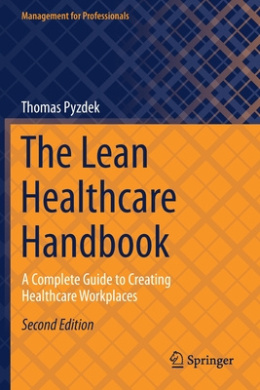 Management for Professionals
Thomas Pyzdek
The Lean
Healthcare
Handbook
A Complete Guide to Creating
Healthcare Workplaces
Second Edition
Springer